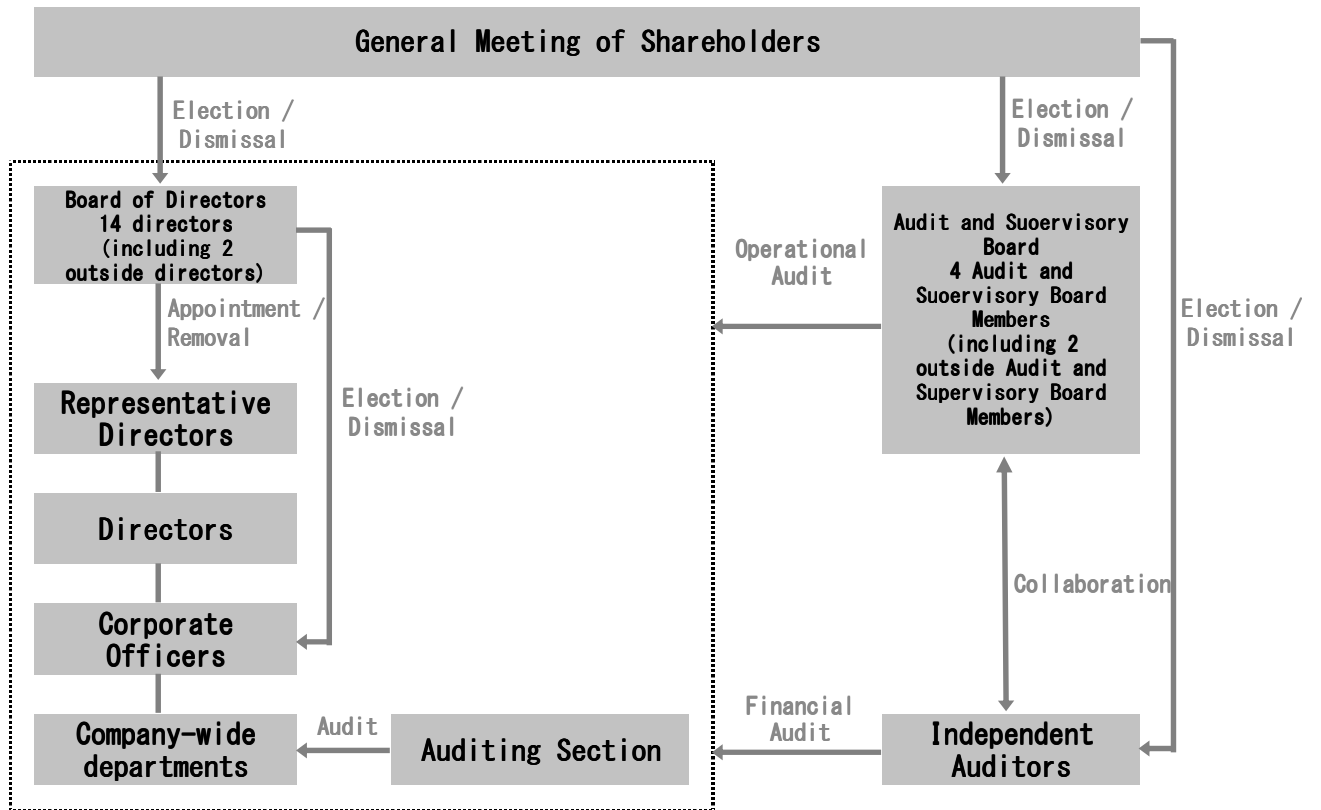 General Meeting of Shareholders
Election /
Dismissal
Election /
Dismissal
Board of Directors
14 directors
(including 2
outside directors)
Appointment /
Removal
Representative
Directors
Election /
Dismissal
Directors
Corporate
Officers
Company-wide
departments
Audit
Auditing Section
Operational
Audit
Audit and Suoervisory
Board
4 Audit and
Suoervisory Board
Members
(including 2
outside Audit and
Supervisory Board
Members)
Election /
Dismissal
Collaboration
Financial
Audit
Independent
Auditors